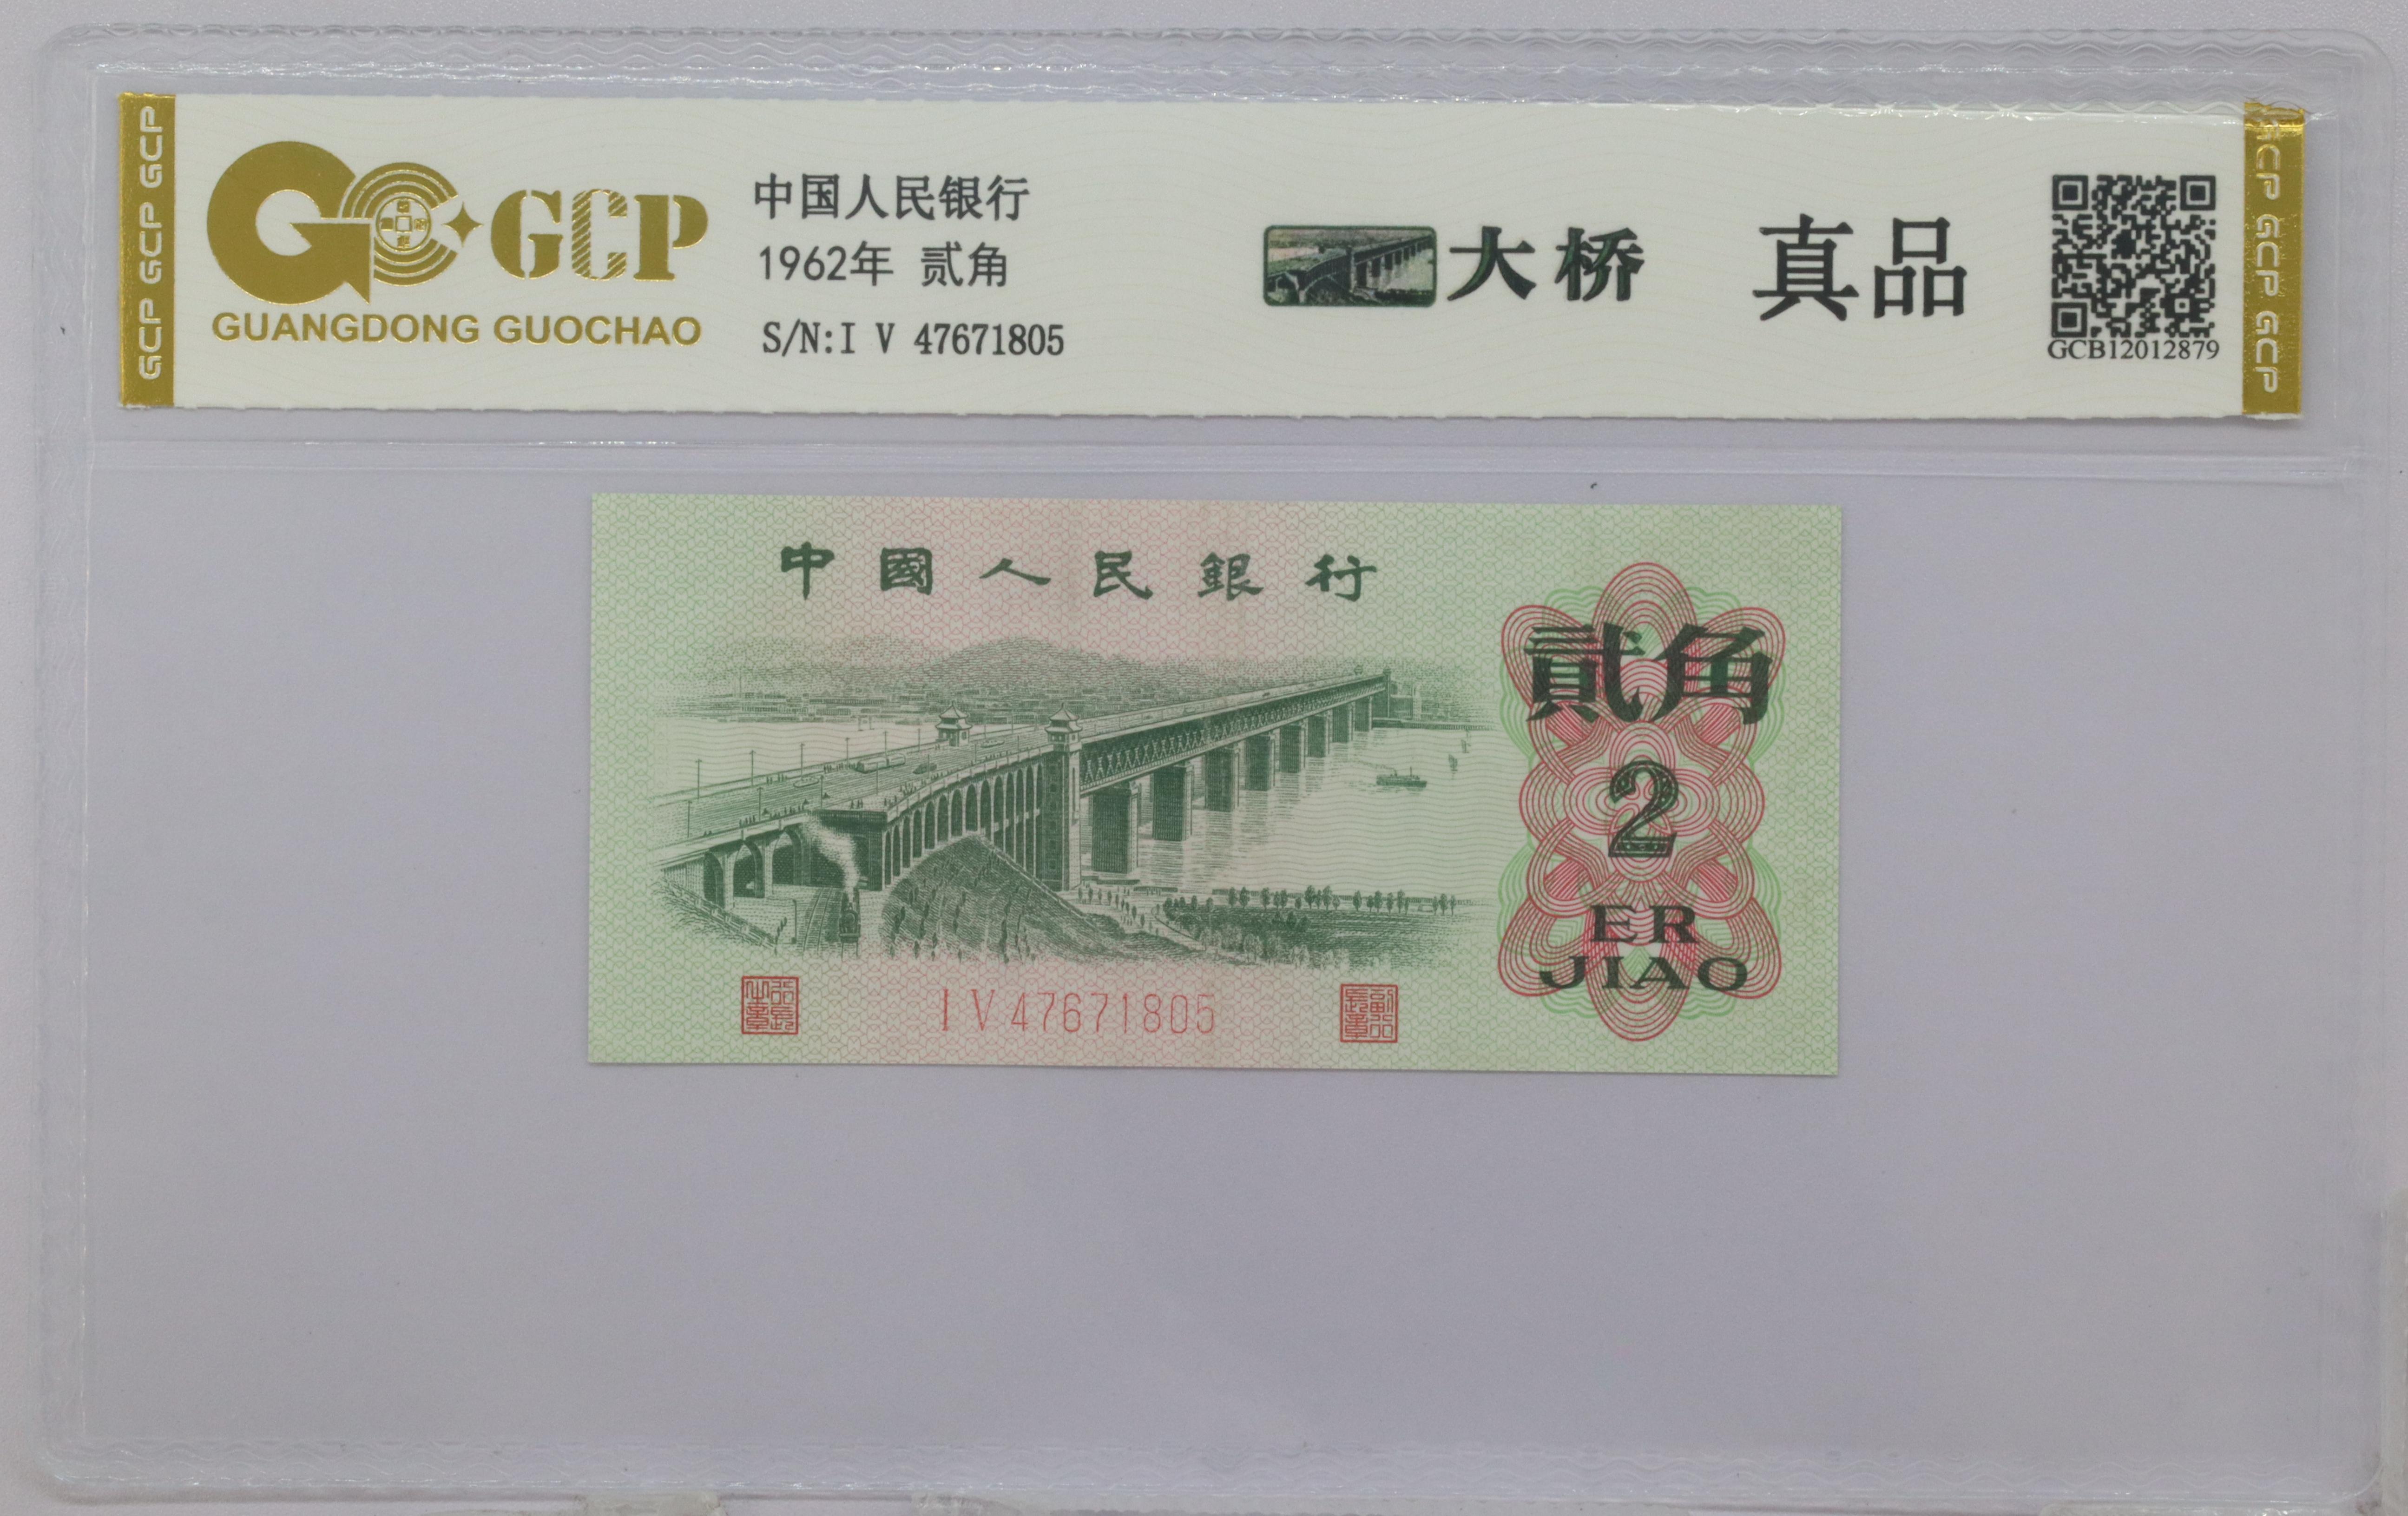 GCP GCP GCP
GCP
GUANGDONG GUOCHAO
中国人民银行
1962年 贰角
S/N:I V 47671805
大桥
真品
GCB12012879
GCP GCP GCP
中國人民銀行
貳角
2
ER
JIAO
I V 47671805